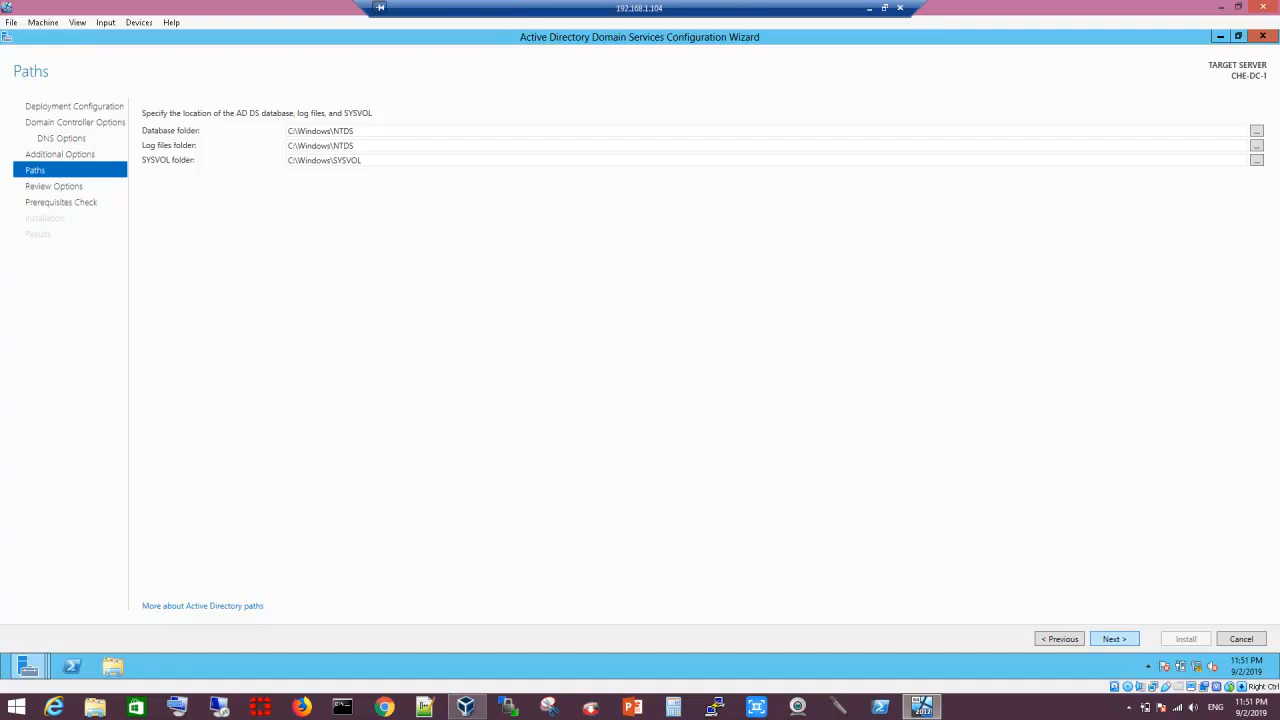 192.168.1.104
File Machine View Input Devices Help
Active Directory Domain Services Configuration Wizard
Paths
TARGET SERVER
CHE-DC-1
Deployment Configuration
Domain Controller Options
DNS Options
Additional Options
Paths
Review Options
Prerequisites Check
Installation
Results
Specify the location of the AD DS database, log files, and SYSVOL
Database folder: C:\Windows\NTDS ...
Log files folder: C:\Windows\NTDS ...
SYSVOL folder: C:\Windows\SYSVOL ...
More about Active Directory paths
< Previous Next > Install Cancel
11:51 PM
9/2/2019
Right Ctrl
ENG
11:51 PM
9/2/2019